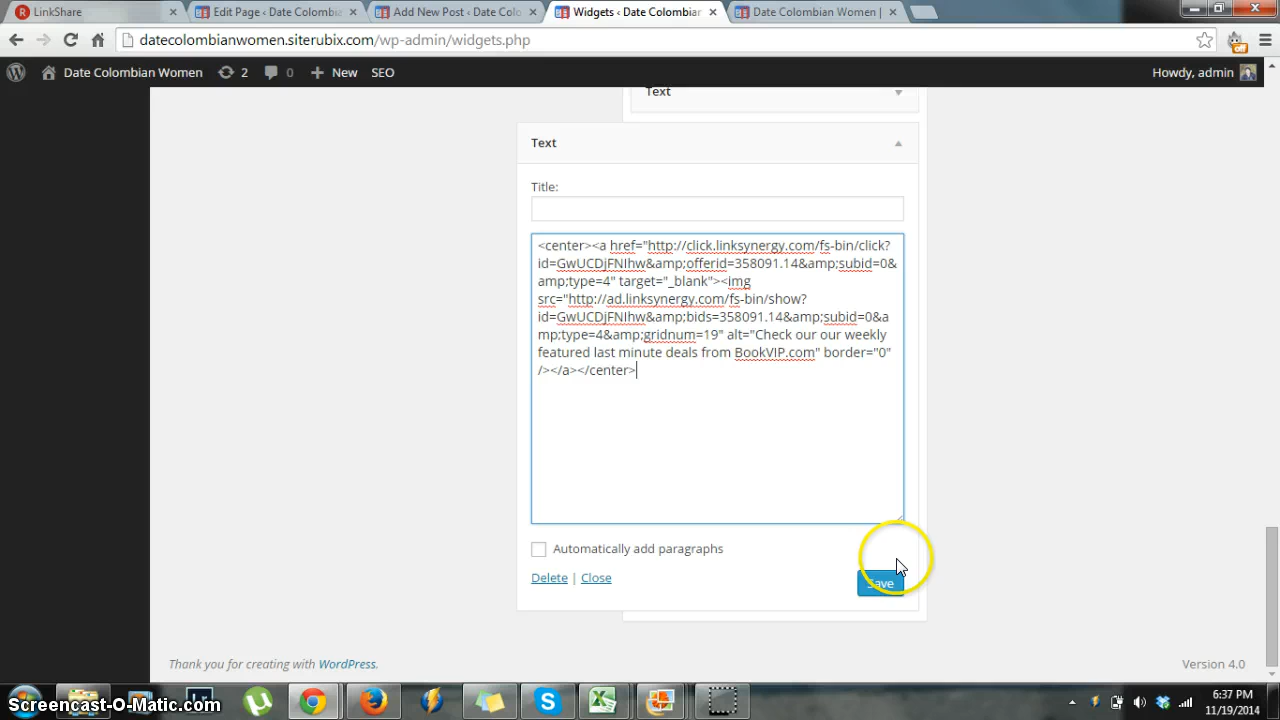 LinkShare
Edit Page ‹ Date Colombia
Add New Post ‹ Date Colo
Widgets ‹ Date Colombian
Date Colombian Women |
datecolombianwomen.siterubix.com/wp-admin/widgets.php
off
Date Colombian Women
2
0
New
SEO
Howdy, admin
Text
Text
Title:
<center><a href="http://click.linksynergy.com/fs-bin/click?
id=GwUCDjFNIhw&amp;offerid=358091.14&amp;subid=0&
amp;type=4" target="_blank"><img
src="http://ad.linksynergy.com/fs-bin/show?
id=GwUCDjFNIhw&amp;bids=358091.14&amp;subid=0&a
mp;type=4&amp;gridnum=19" alt="Check our our weekly
featured last minute deals from BookVIP.com" border="0"
/></a></center>
Automatically add paragraphs
Delete | Close
Save
Thank you for creating with WordPress.
Version 4.0
Screencast-O-Matic.com
6:37 PM
11/19/2014